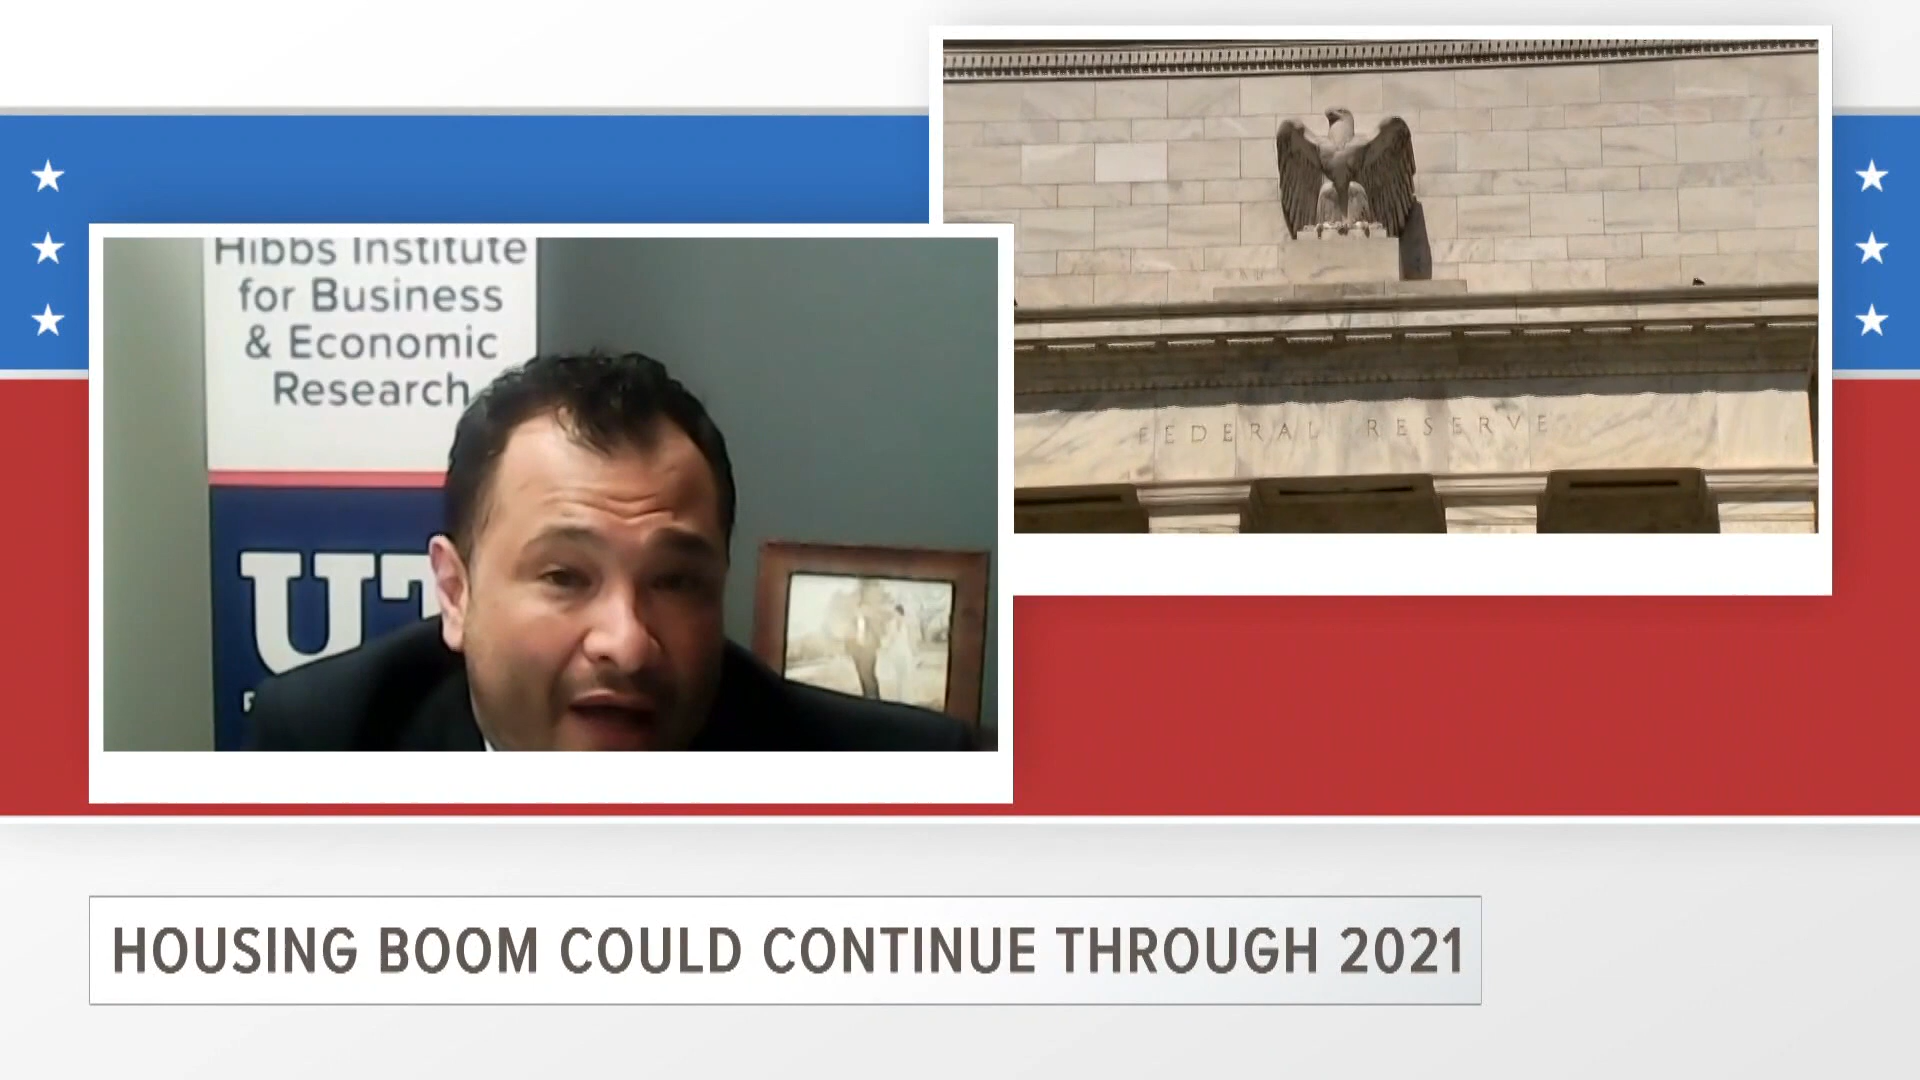 Hibbs Institute
for Business
& Economic
Research
UT
FEDERAL RESERVE
HOUSING BOOM COULD CONTINUE THROUGH 2021